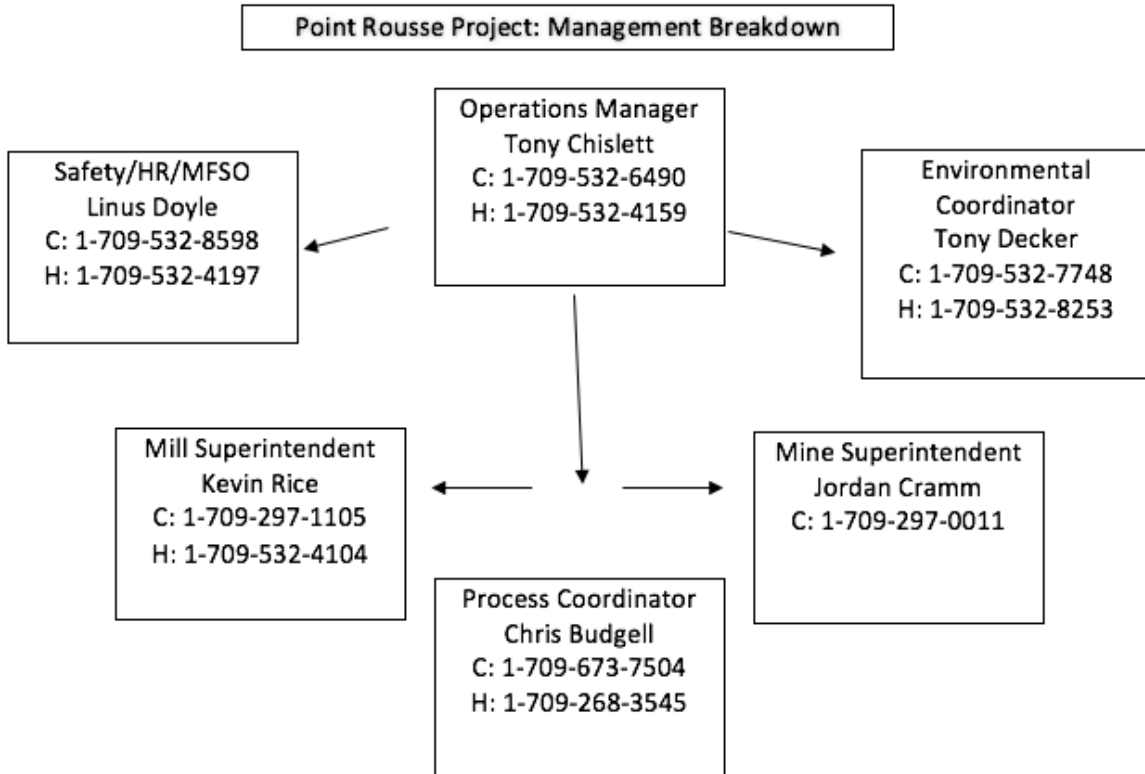 Point Rousse Project: Management Breakdown
Operations Manager
Tony Chislett
C: 1-709-532-6490
H: 1-709-532-4159
Safety/HR/MFSO
Linus Doyle
C: 1-709-532-8598
H: 1-709-532-4197
Environmental
Coordinator
Tony Decker
C: 1-709-532-7748
H: 1-709-532-8253
Mill Superintendent
Kevin Rice
C: 1-709-297-1105
H: 1-709-532-4104
Mine Superintendent
Jordan Cramm
C: 1-709-297-0011
Process Coordinator
Chris Budgell
C: 1-709-673-7504
H: 1-709-268-3545